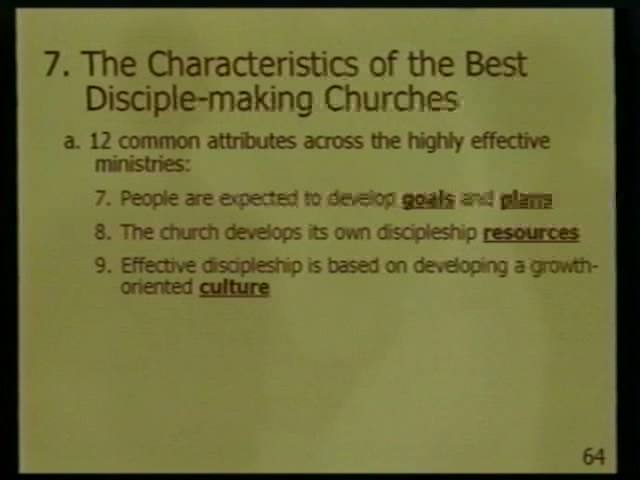 7. The Characteristics of the Best
Disciple-making Churches
a. 12 common attributes across the highly effective
ministries:
7. People are expected to develop goals and plans
8. The church develops its own discipleship resources
9. Effective discipleship is based on developing a growth-
oriented culture
64